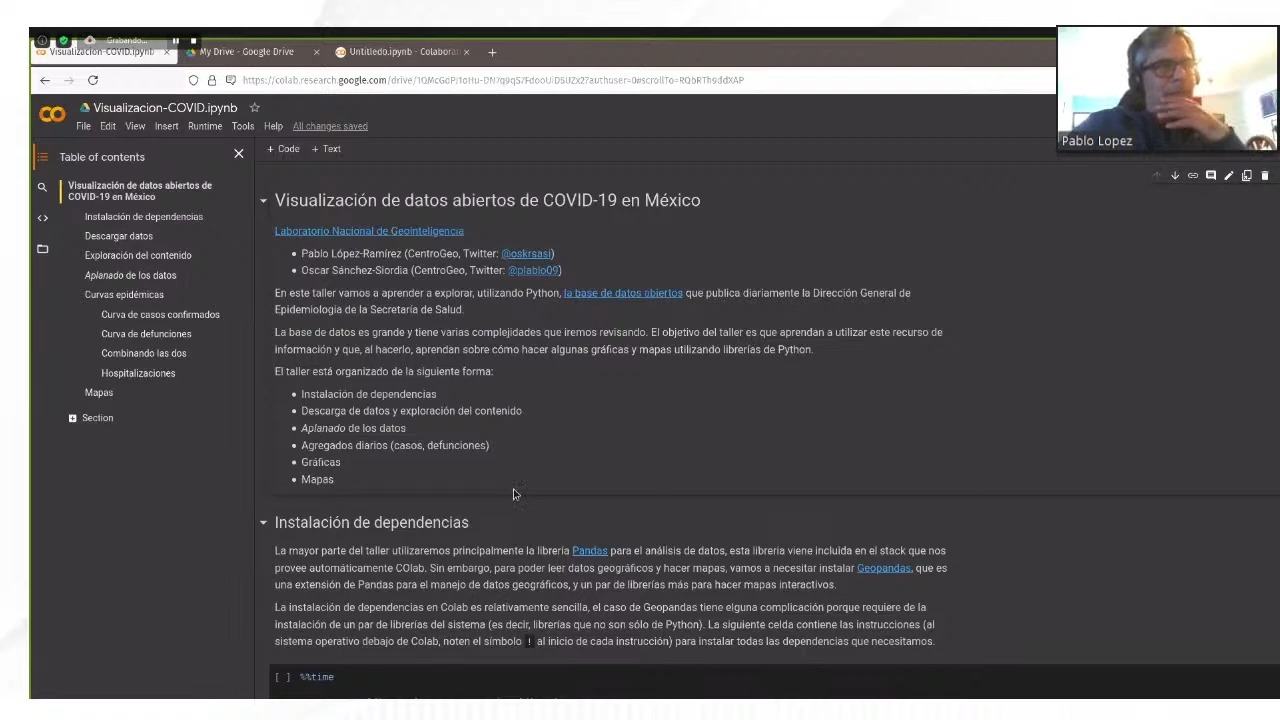 Grabando...
Visualizacion-COVID.ipynb
My Drive - Google Drive
Untitled0.ipynb - Colaborat
Visualizacion-COVID.ipynb
File Edit View Insert Runtime Tools Help All changes saved
Pablo Lopez
Table of contents
+ Code + Text
Visualización de datos abiertos de
COVID-19 en México
Instalación de dependencias
Descargar datos
Exploración del contenido
Aplanado de los datos
Curvas epidémicas
Curva de casos confirmados
Curva de defunciones
Combinando las dos
Hospitalizaciones
Mapas
Section
Visualización de datos abiertos de COVID-19 en México
Laboratorio Nacional de Geointeligencia
Pablo López-Ramírez (CentroGeo, Twitter: @oskrsasi)
Oscar Sánchez-Siordia (CentroGeo, Twitter: @plablo09)
En este taller vamos a aprender a explorar, utilizando Python, la base de datos abiertos que publica diariamente la Dirección General de
Epidemiología de la Secretaría de Salud.
La base de datos es grande y tiene varias complejidades que iremos revisando. El objetivo del taller es que aprendan a utilizar este recurso de
información y que, al hacerlo, aprendan sobre cómo hacer algunas gráficas y mapas utilizando librerías de Python.
El taller está organizado de la siguiente forma:
Instalación de dependencias
Descarga de datos y exploración del contenido
Aplanado de los datos
Agregados diarios (casos, defunciones)
Gráficas
Mapas
Instalación de dependencias
La mayor parte del taller utilizaremos principalmente la librería Pandas para el análisis de datos, esta librería viene incluida en el stack que nos
provee automáticamente COlab. Sin embargo, para poder leer datos geográficos y hacer mapas, vamos a necesitar instalar Geopandas, que es
una extensión de Pandas para el manejo de datos geográficos, y un par de librerías más para hacer mapas interactivos.
La instalación de dependencias en Colab es relativamente sencilla, el caso de Geopandas tiene elguna complicación porque requiere de la
instalación de un par de librerías del sistema (es decir, librerías que no son sólo de Python). La siguiente celda contiene las instrucciones (al
sistema operativo debajo de Colab, noten el símbolo ! al inicio de cada instrucción) para instalar todas las dependencias que necesitamos.
[ ] %%time